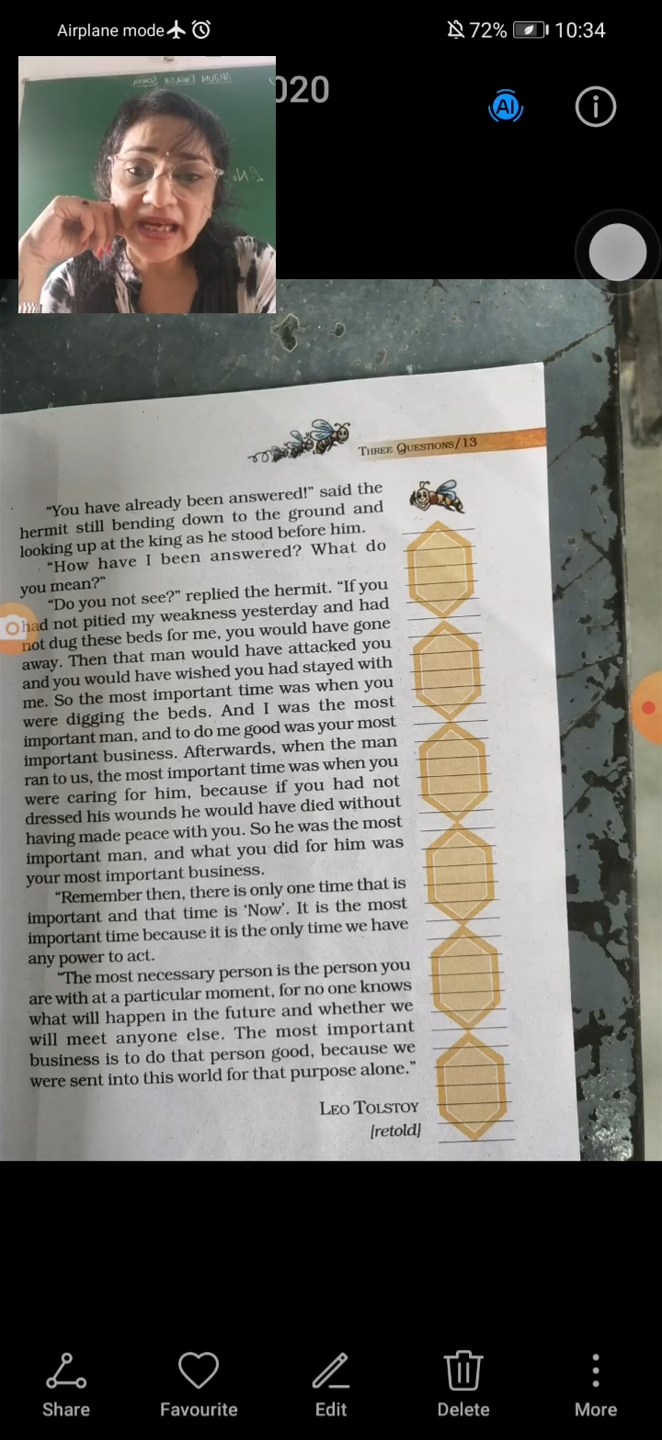 Airplane mode
72%
10:34
ARJUN ENGLISH SCHOOL
020
AI
L-No.
THREE QUESTIONS/13
“You have already been answered!” said the
hermit still bending down to the ground and
looking up at the king as he stood before him.
“How have I been answered? What do
you mean?”
“Do you not see?” replied the hermit. “If you
had not pitied my weakness yesterday and had
not dug these beds for me, you would have gone
away. Then that man would have attacked you
and you would have wished you had stayed with
me. So the most important time was when you
were digging the beds. And I was the most
important man, and to do me good was your most
important business. Afterwards, when the man
ran to us, the most important time was when you
were caring for him, because if you had not
dressed his wounds he would have died without
having made peace with you. So he was the most
important man, and what you did for him was
your most important business.
“Remember then, there is only one time that is
important and that time is ‘Now’. It is the most
important time because it is the only time we have
any power to act.
“The most necessary person is the person you
are with at a particular moment, for no one knows
what will happen in the future and whether we
will meet anyone else. The most important
business is to do that person good, because we
were sent into this world for that purpose alone.”
LEO TOLSTOY
[retold]
Share
Favourite
Edit
Delete
More